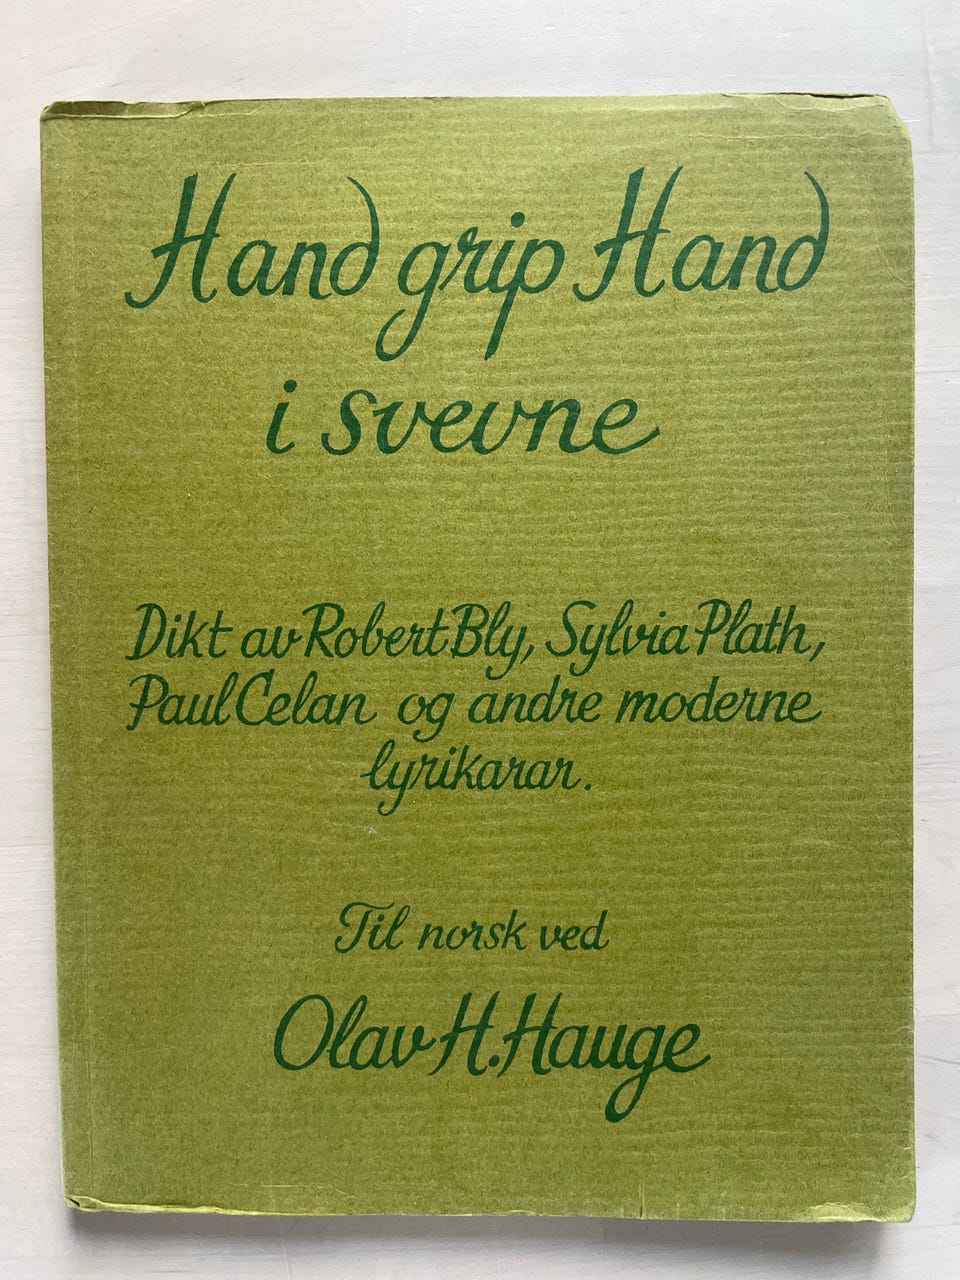 Hand grip Hand
i svevne
Dikt av Robert Bly, Sylvia Plath,
Paul Celan og andre moderne
lyrikarar.
Til norsk ved
Olav H. Hauge